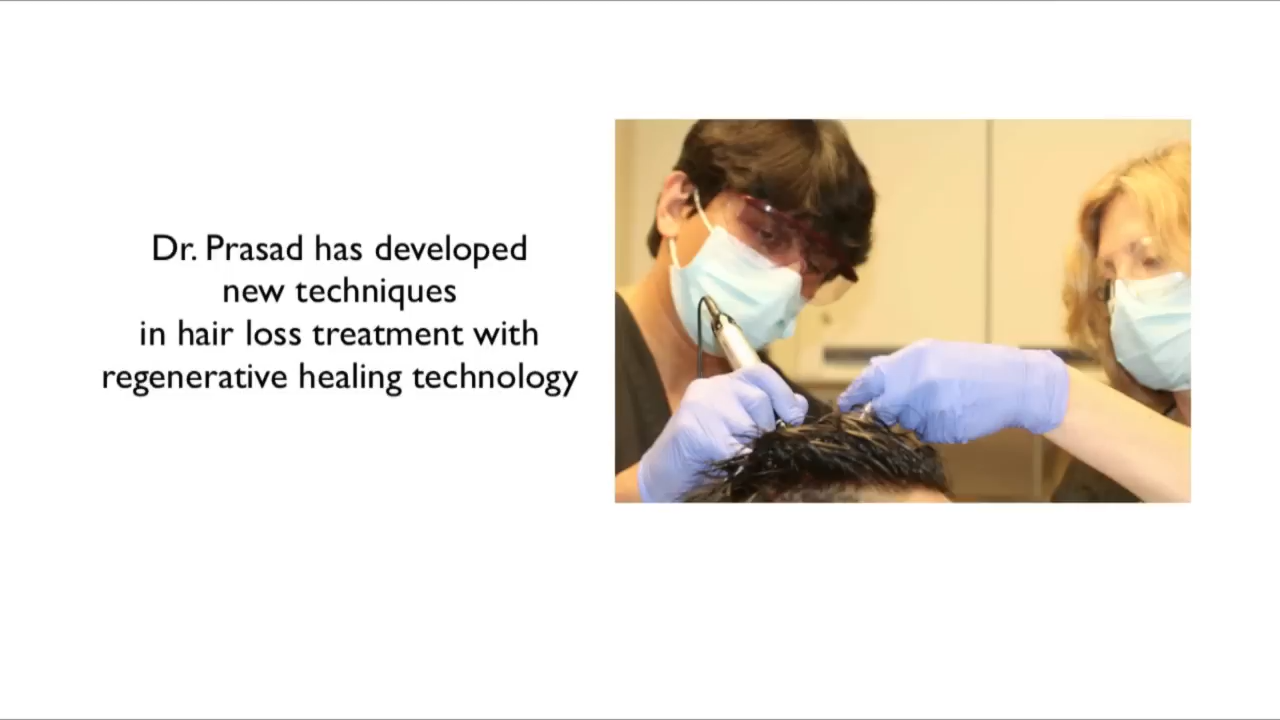 Dr. Prasad has developed
new techniques
in hair loss treatment with
regenerative healing technology